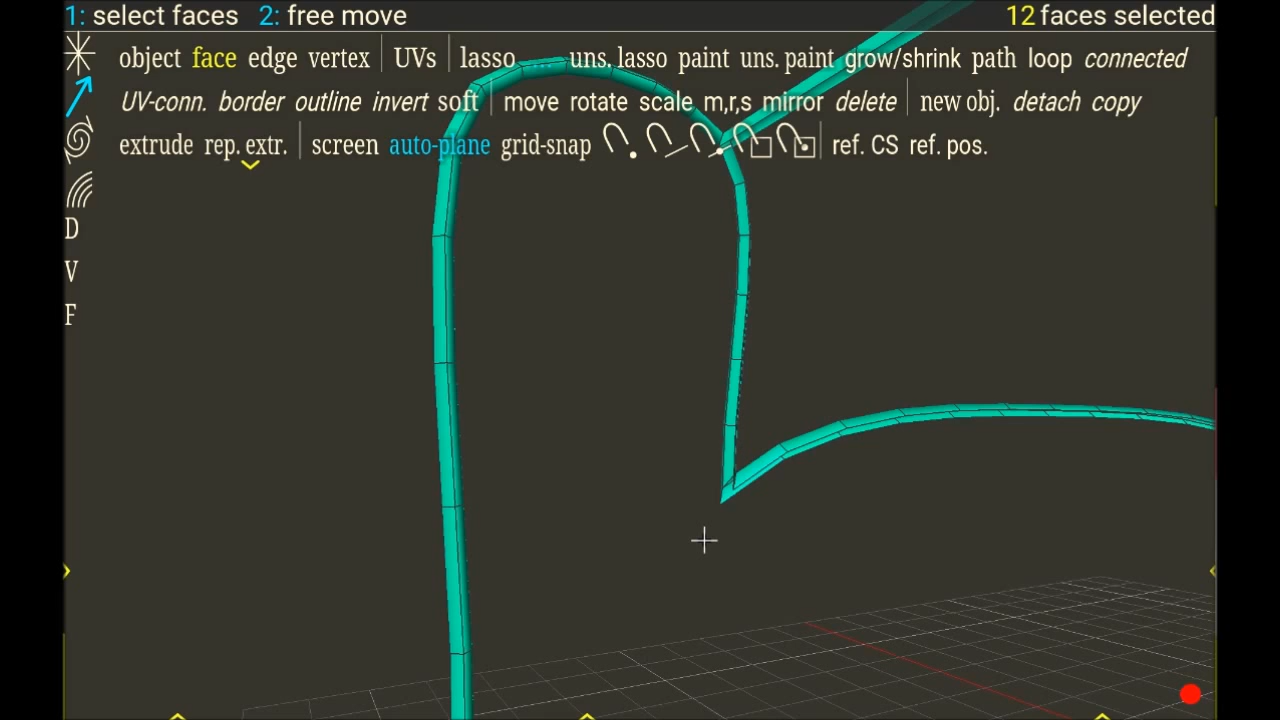 1: select faces 2: free move 12 faces selected
object face edge vertex UVs lasso .... uns. lasso paint uns. paint grow/shrink path loop connected
UV-conn. border outline invert soft move rotate scale m,r,s mirror delete new obj. detach copy
extrude rep. extr. screen auto-plane grid-snap ref. CS ref. pos.
D
V
F